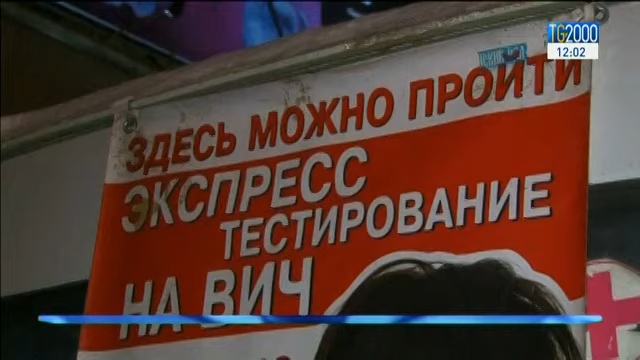 TG2000
12:02
ЗДЕСЬ МОЖНО ПРОЙТИ
ЭКСПРЕСС
ТЕСТИРОВАНИЕ
НА ВИЧ